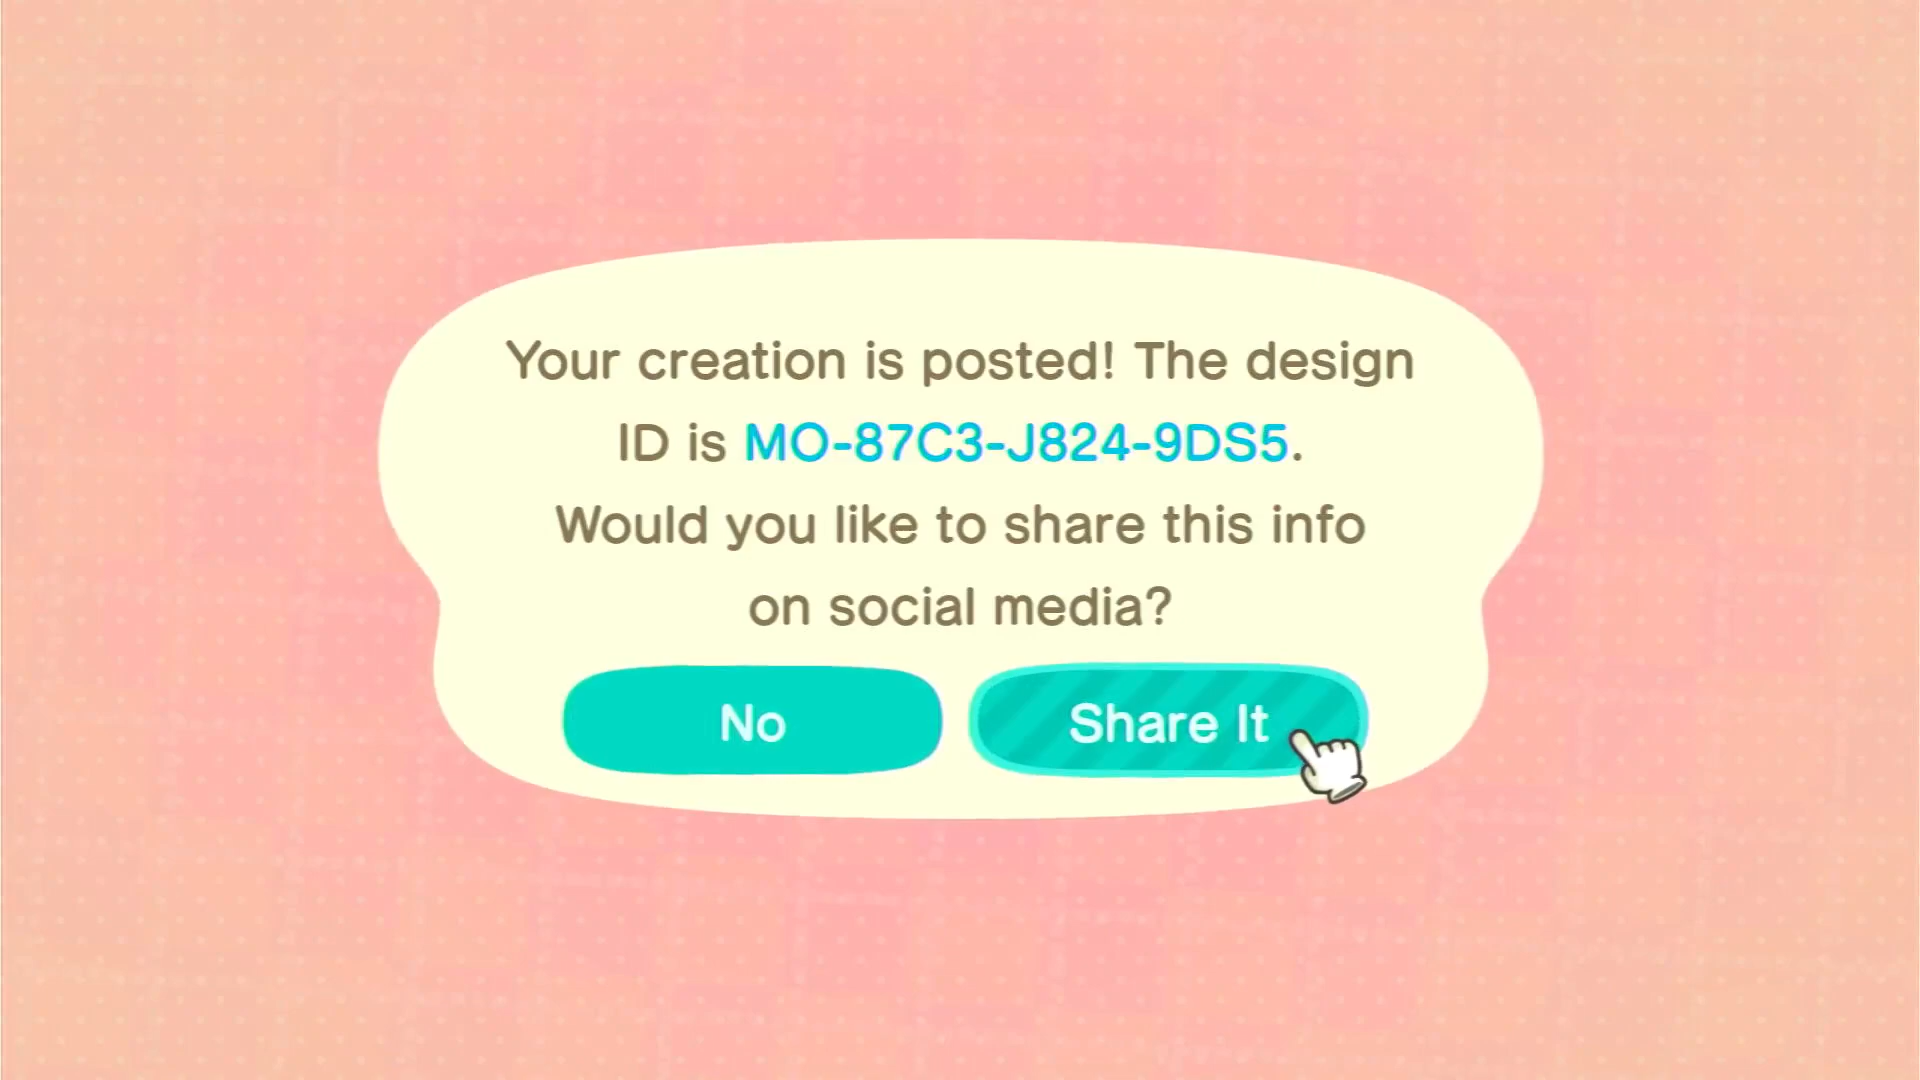 Your creation is posted! The design
ID is MO-87C3-J824-9DS5.
Would you like to share this info
on social media?
No
Share It